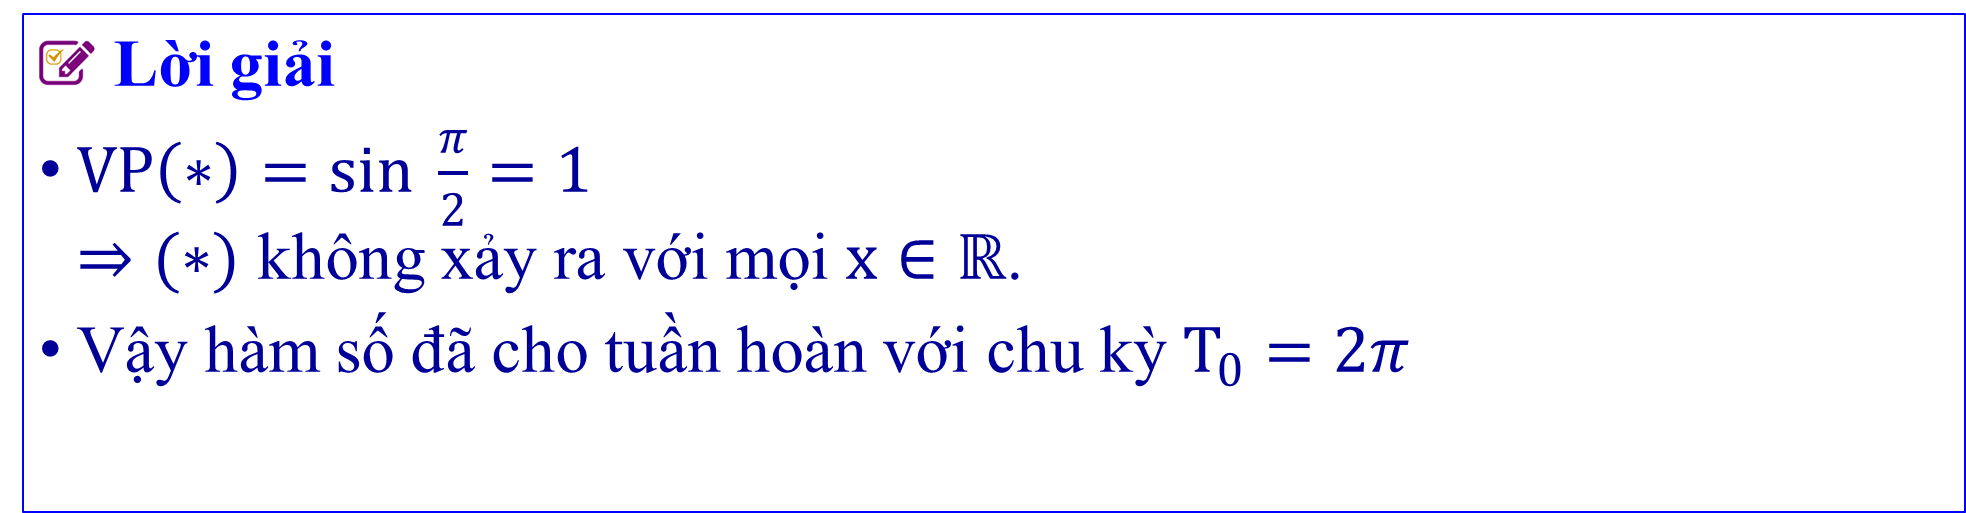 Lời giải
• VP(∗) = sin π/2 = 1
⇒ (∗) không xảy ra với mọi x ∈ ℝ.
• Vậy hàm số đã cho tuần hoàn với chu kỳ T₀ = 2π